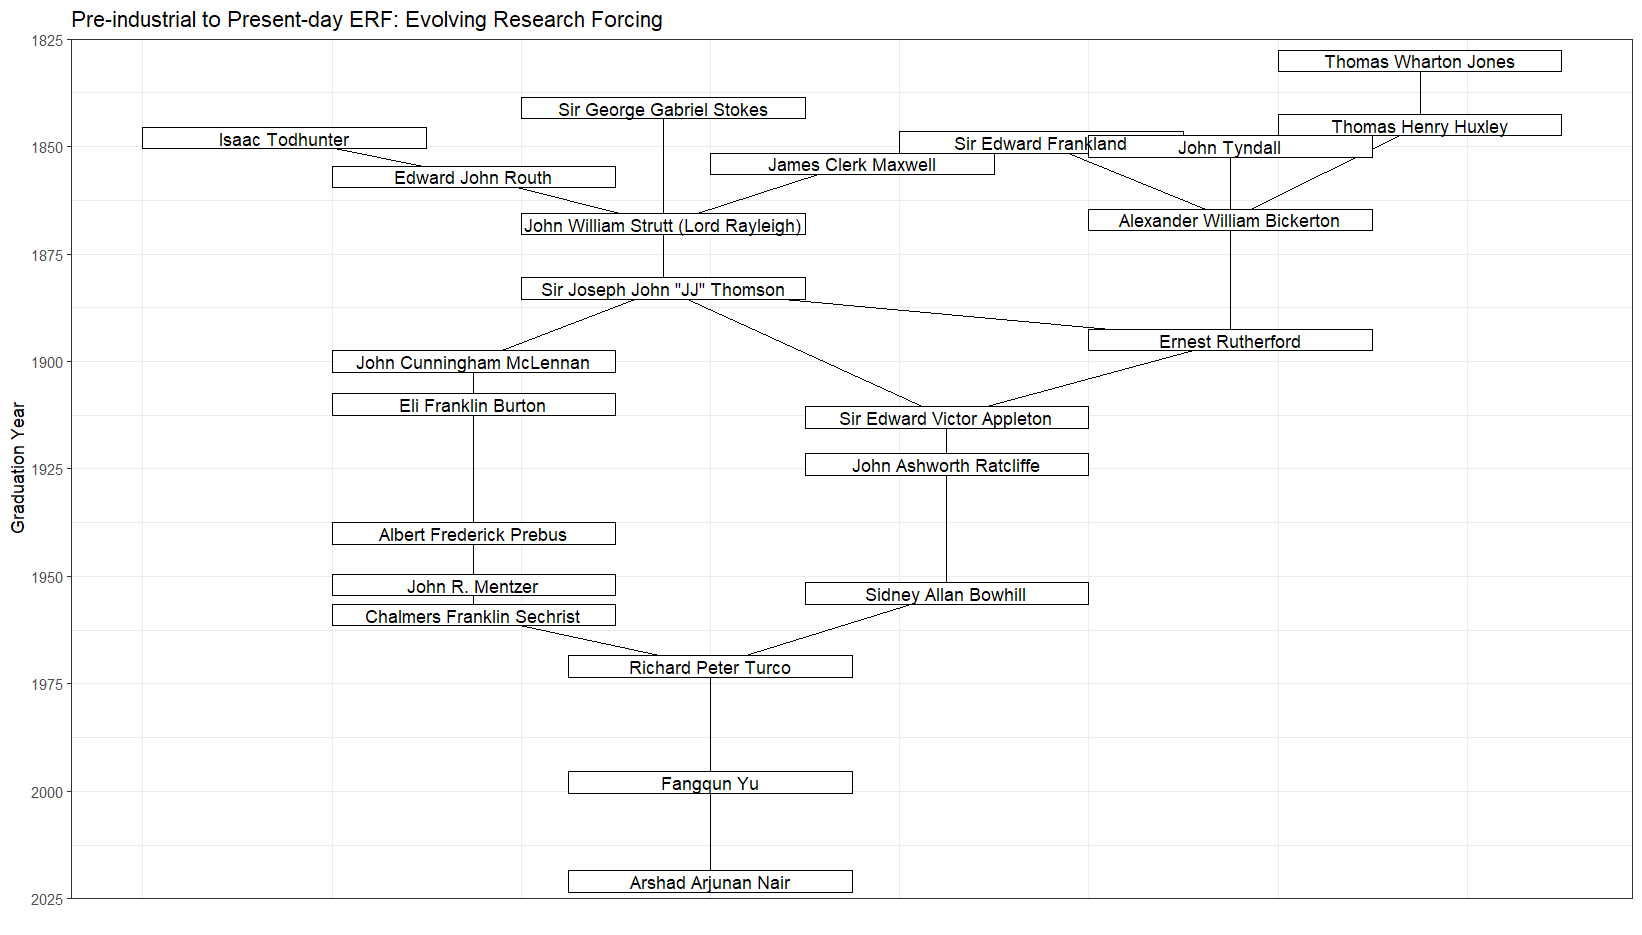 Pre-industrial to Present-day ERF: Evolving Research Forcing
1825
Thomas Wharton Jones
Sir George Gabriel Stokes
Thomas Henry Huxley
Isaac Todhunter
Sir Edward Frankland
John Tyndall
1850
James Clerk Maxwell
Edward John Routh
Alexander William Bickerton
John William Strutt (Lord Rayleigh)
1875
Sir Joseph John "JJ" Thomson
Ernest Rutherford
1900
John Cunningham McLennan
Eli Franklin Burton
Sir Edward Victor Appleton
Graduation Year
1925
John Ashworth Ratcliffe
Albert Frederick Prebus
1950
John R. Mentzer
Sidney Allan Bowhill
Chalmers Franklin Sechrist
Richard Peter Turco
1975
Fangqun Yu
2000
Arshad Arjunan Nair
2025